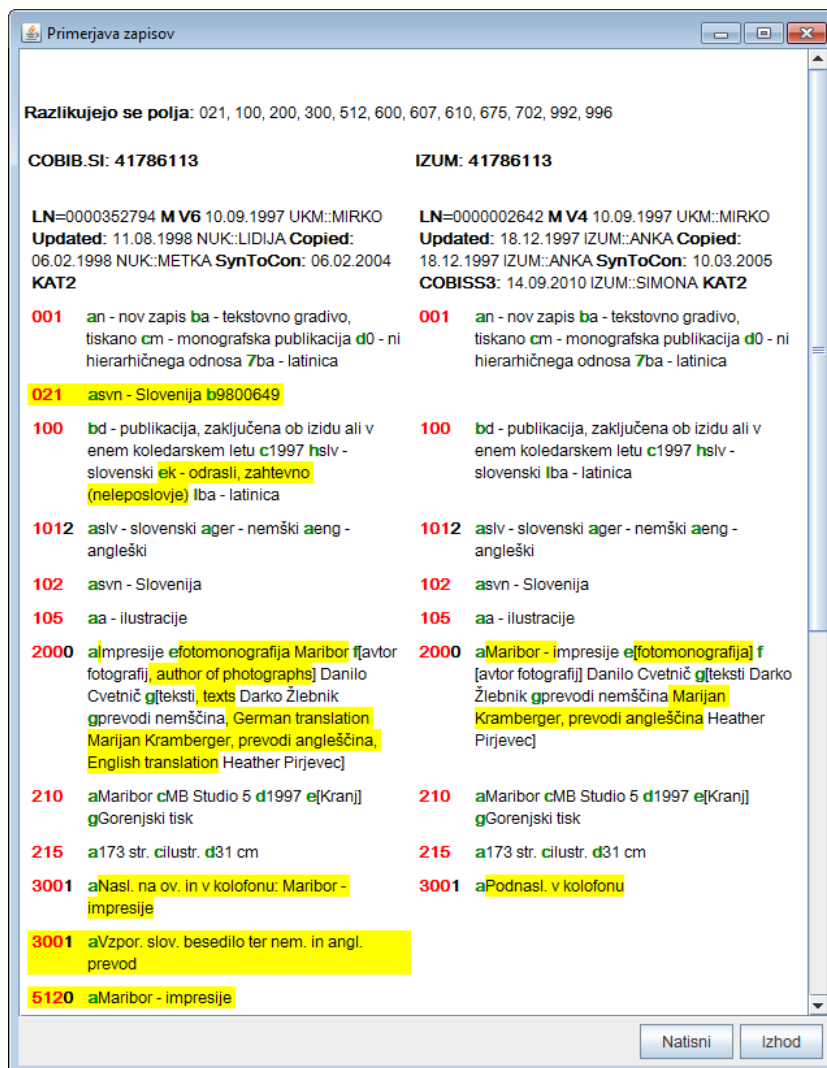 Primerjava zapisov
Razlikujejo se polja: 021, 100, 200, 300, 512, 600, 607, 610, 675, 702, 992, 996
COBIB.SI: 41786113
LN=0000352794 M V6 10.09.1997 UKM::MIRKO
Updated: 11.08.1998 NUK::LIDIJA Copied:
06.02.1998 NUK::METKA SynToCon: 06.02.2004
KAT2
001 an - nov zapis ba - tekstovno gradivo,
tiskano cm - monografska publikacija d0 - ni
hierarhičnega odnosa 7ba - latinica
021 asvn - Slovenija b9800649
100 bd - publikacija, zaključena ob izidu ali v
enem koledarskem letu c1997 hslv -
slovenski ek - odrasli, zahtevno
(neleposlovje) lba - latinica
1012 aslv - slovenski ager - nemški aeng -
angleški
102 asvn - Slovenija
105 aa - ilustracije
2000 aImpresije efotomonografija Maribor f[avtor
fotografij, author of photographs] Danilo
Cvetnič g[teksti, texts Darko Žlebnik
gprevodi nemščina, German translation
Marijan Kramberger, prevodi angleščina,
English translation Heather Pirjevec]
210 aMaribor cMB Studio 5 d1997 e[Kranj]
gGorenjski tisk
215 a173 str. cilustr. d31 cm
3001 aNasl. na ov. in v kolofonu: Maribor -
impresije
3001 aVzpor. slov. besedilo ter nem. in angl.
prevod
5120 aMaribor - impresije
IZUM: 41786113
LN=0000002642 M V4 10.09.1997 UKM::MIRKO
Updated: 18.12.1997 IZUM::ANKA Copied:
18.12.1997 IZUM::ANKA SynToCon: 10.03.2005
COBISS3: 14.09.2010 IZUM::SIMONA KAT2
001 an - nov zapis ba - tekstovno gradivo,
tiskano cm - monografska publikacija d0 - ni
hierarhičnega odnosa 7ba - latinica
100 bd - publikacija, zaključena ob izidu ali v
enem koledarskem letu c1997 hslv -
slovenski lba - latinica
1012 aslv - slovenski ager - nemški aeng -
angleški
102 asvn - Slovenija
105 aa - ilustracije
2000 aMaribor - impresije e[fotomonografija] f
[avtor fotografij] Danilo Cvetnič g[teksti Darko
Žlebnik gprevodi nemščina Marijan
Kramberger, prevodi angleščina Heather
Pirjevec]
210 aMaribor cMB Studio 5 d1997 e[Kranj]
gGorenjski tisk
215 a173 str. cilustr. d31 cm
3001 aPodnasl. v kolofonu
Natisni
Izhod